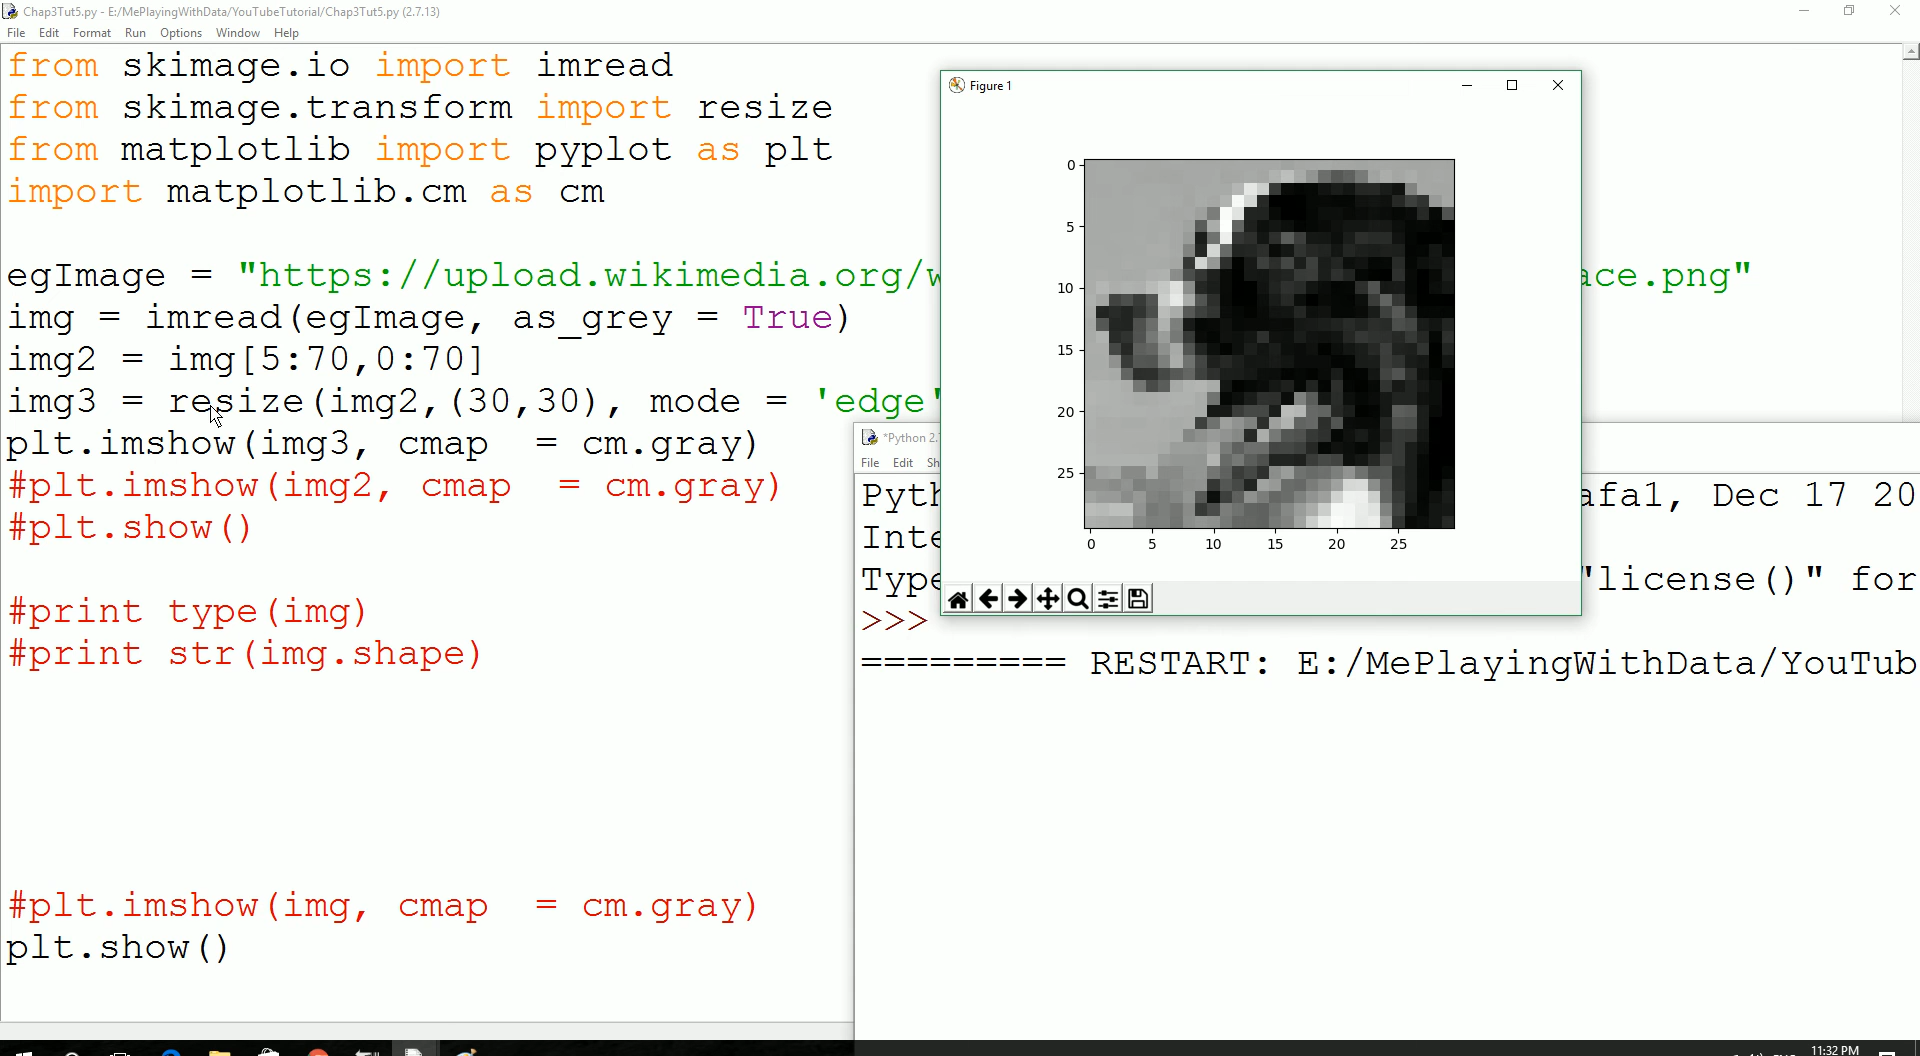 Chap3Tut5.py - E:/MePlayingWithData/YouTubeTutorial/Chap3Tut5.py (2.7.13)
File Edit Format Run Options Window Help
from skimage.io import imread
from skimage.transform import resize
from matplotlib import pyplot as plt
import matplotlib.cm as cm
egImage = "https://upload.wikimedia.org/w
ace.png"
img = imread(egImage, as_grey = True)
img2 = img[5:70,0:70]
img3 = resize(img2,(30,30), mode = 'edge'
plt.imshow(img3, cmap = cm.gray)
#plt.imshow(img2, cmap = cm.gray)
#plt.show()
#print type(img)
#print str(img.shape)
#plt.imshow(img, cmap = cm.gray)
plt.show()
Figure 1
0
5
10
15
20
25
0 5 10 15 20 25
*Python 2.
File Edit Sh
Pyth
afa1, Dec 17 20
Inte
Type
"license()" for
>>>
========= RESTART: E:/MePlayingWithData/YouTub
11:32 PM